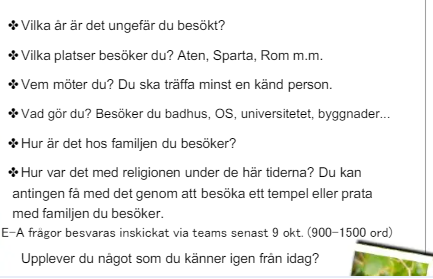 ❖ Vilka år är det ungefär du besökt?
❖ Vilka platser besöker du? Aten, Sparta, Rom m.m.
❖ Vem möter du? Du ska träffa minst en känd person.
❖ Vad gör du? Besöker du badhus, OS, universitetet, byggnader...
❖ Hur är det hos familjen du besöker?
❖ Hur var det med religionen under de här tiderna? Du kan
antingen få med det genom att besöka ett tempel eller prata
med familjen du besöker.
E-A frågor besvaras inskickat via teams senast 9 okt. (900-1500 ord)
Upplever du något som du känner igen från idag?